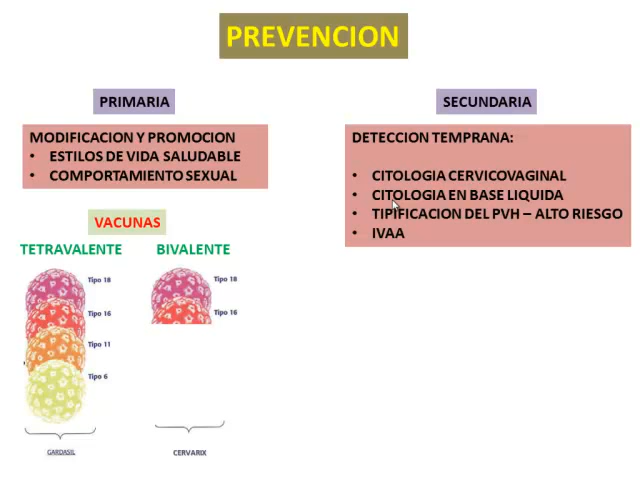 PREVENCION
PRIMARIA
MODIFICACION Y PROMOCION
• ESTILOS DE VIDA SALUDABLE
• COMPORTAMIENTO SEXUAL
VACUNAS
TETRAVALENTE
Tipo 18
Tipo 16
Tipo 11
Tipo 6
GARDASIL
BIVALENTE
Tipo 18
Tipo 16
CERVARIX
SECUNDARIA
DETECCION TEMPRANA:
• CITOLOGIA CERVICOVAGINAL
• CITOLOGIA EN BASE LIQUIDA
• TIPIFICACION DEL PVH – ALTO RIESGO
• IVAA